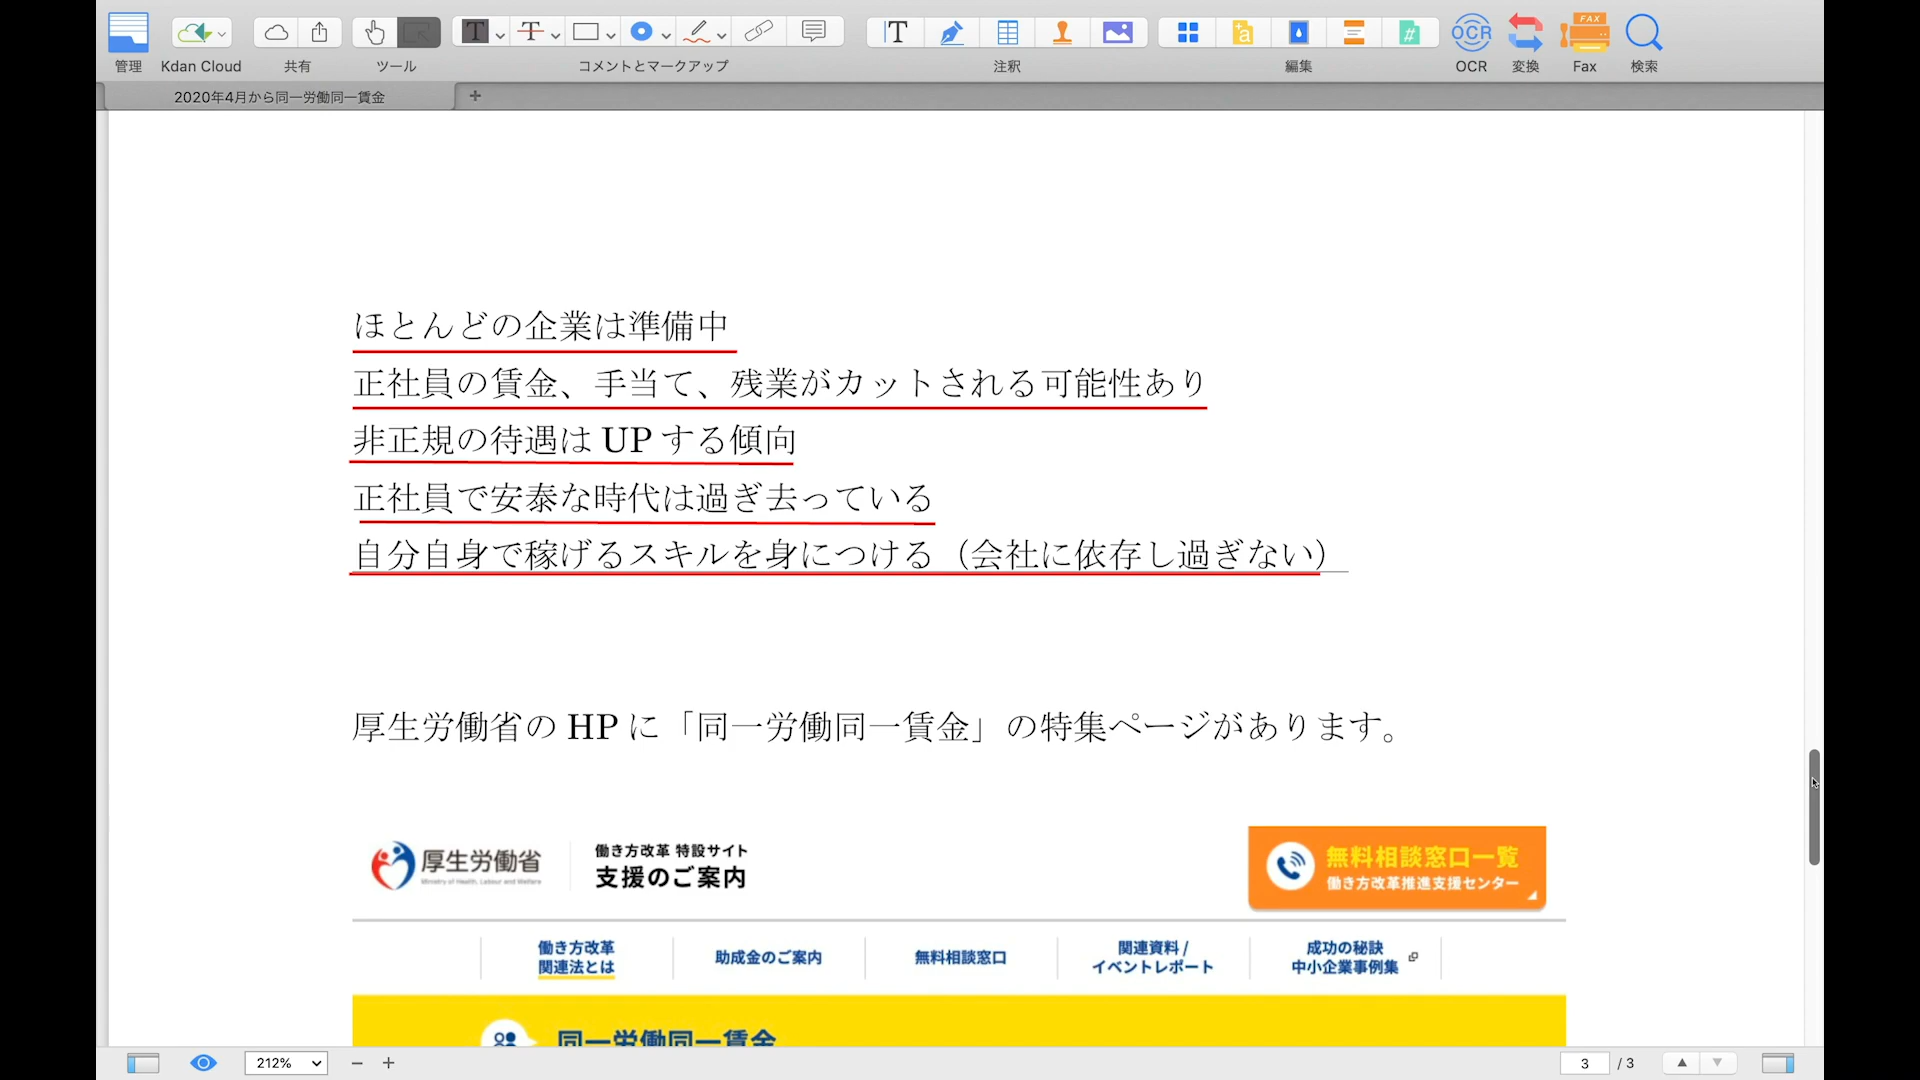 管理
Kdan Cloud
共有
ツール
コメントとマークアップ
注釈
編集
OCR
OCR
変換
FAX
Fax
検索
2020年4月から同一労働同一賃金
ほとんどの企業は準備中
正社員の賃金、手当て、残業がカットされる可能性あり
非正規の待遇は UP する傾向
正社員で安泰な時代は過ぎ去っている
自分自身で稼げるスキルを身につける（会社に依存し過ぎない）
厚生労働省の HP に「同一労働同一賃金」の特集ページがあります。
厚生労働省
Ministry of Health, Labour and Welfare
働き方改革 特設サイト
支援のご案内
無料相談窓口一覧
働き方改革推進支援センター
働き方改革
関連法とは
助成金のご案内
無料相談窓口
関連資料 /
イベントレポート
成功の秘訣
中小企業事例集
同一労働同一賃金
212%
3 / 3